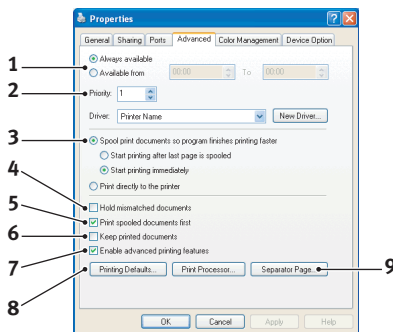 Properties
General Sharing Ports Advanced Color Management Device Option
1 Always available
Available from 00:00 To 00:00
2 Priority: 1
Driver: Printer Name New Driver...
3 Spool print documents so program finishes printing faster
Start printing after last page is spooled
Start printing immediately
Print directly to the printer
4 Hold mismatched documents
5 Print spooled documents first
6 Keep printed documents
7 Enable advanced printing features
8 Printing Defaults... Print Processor... Separator Page... 9
OK Cancel Apply Help